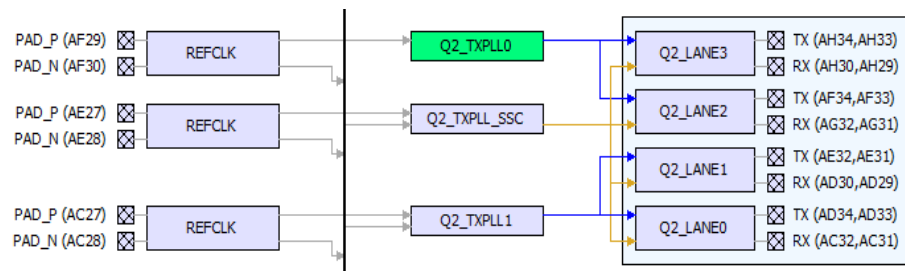 PAD_P (AF29)
PAD_N (AF30)
REFCLK
Q2_TXPLL0
Q2_LANE3
TX (AH34,AH33)
RX (AH30,AH29)
PAD_P (AE27)
PAD_N (AE28)
REFCLK
Q2_TXPLL_SSC
Q2_LANE2
TX (AF34,AF33)
RX (AG32,AG31)
Q2_LANE1
TX (AE32,AE31)
RX (AD30,AD29)
PAD_P (AC27)
PAD_N (AC28)
REFCLK
Q2_TXPLL1
Q2_LANE0
TX (AD34,AD33)
RX (AC32,AC31)